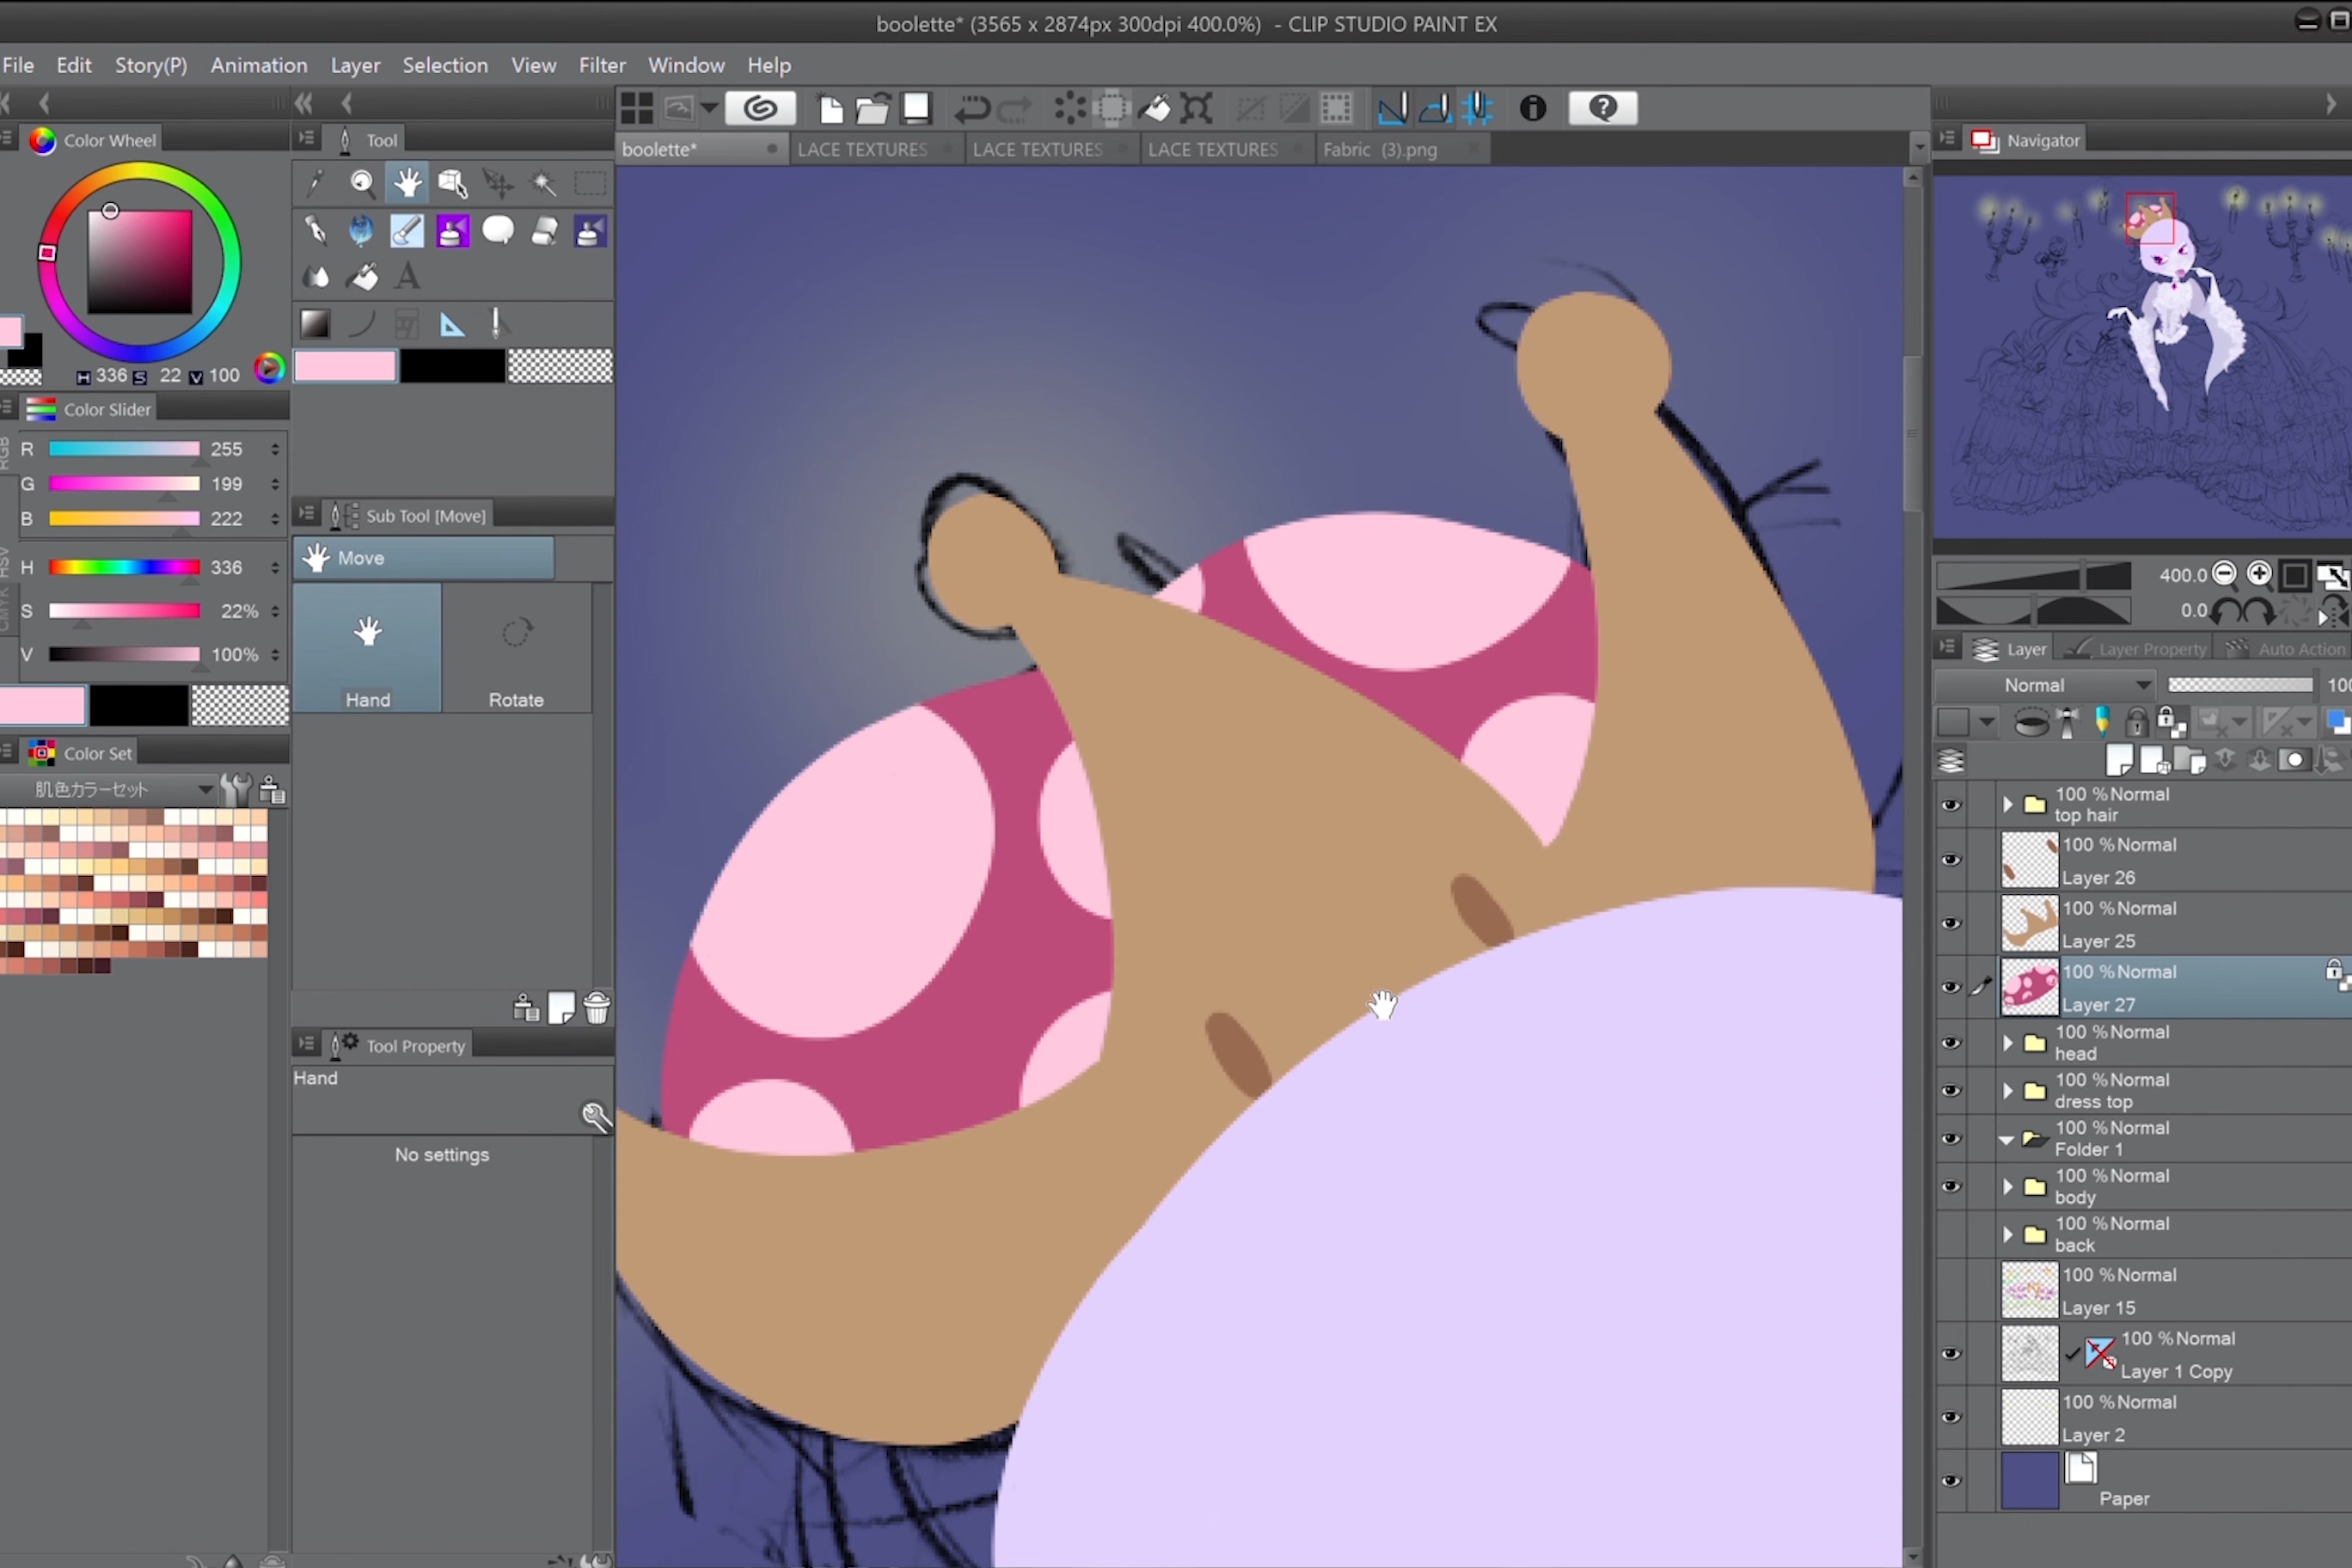 boolette* (3565 x 2874px 300dpi 400.0%) - CLIP STUDIO PAINT EX
File Edit Story(P) Animation Layer Selection View Filter Window Help
boolette* LACE TEXTURES LACE TEXTURES LACE TEXTURES Fabric (3).png
Color Wheel
H 336 S 22 V 100
Color Slider
RGB
R 255
G 199
B 222
HSV
H 336
S 22%
V 100%
CMYK
Color Set
肌色カラーセット
Tool
A
Sub Tool [Move]
Move
Hand Rotate
Tool Property
Hand
No settings
Navigator
400.0
0.0
Layer Layer Property Auto Action
Normal 100
100 %Normal
top hair
100 %Normal
Layer 26
100 %Normal
Layer 25
100 %Normal
Layer 27
100 %Normal
head
100 %Normal
dress top
100 %Normal
Folder 1
100 %Normal
body
100 %Normal
back
100 %Normal
Layer 15
100 %Normal
Layer 1 Copy
100 %Normal
Layer 2
Paper